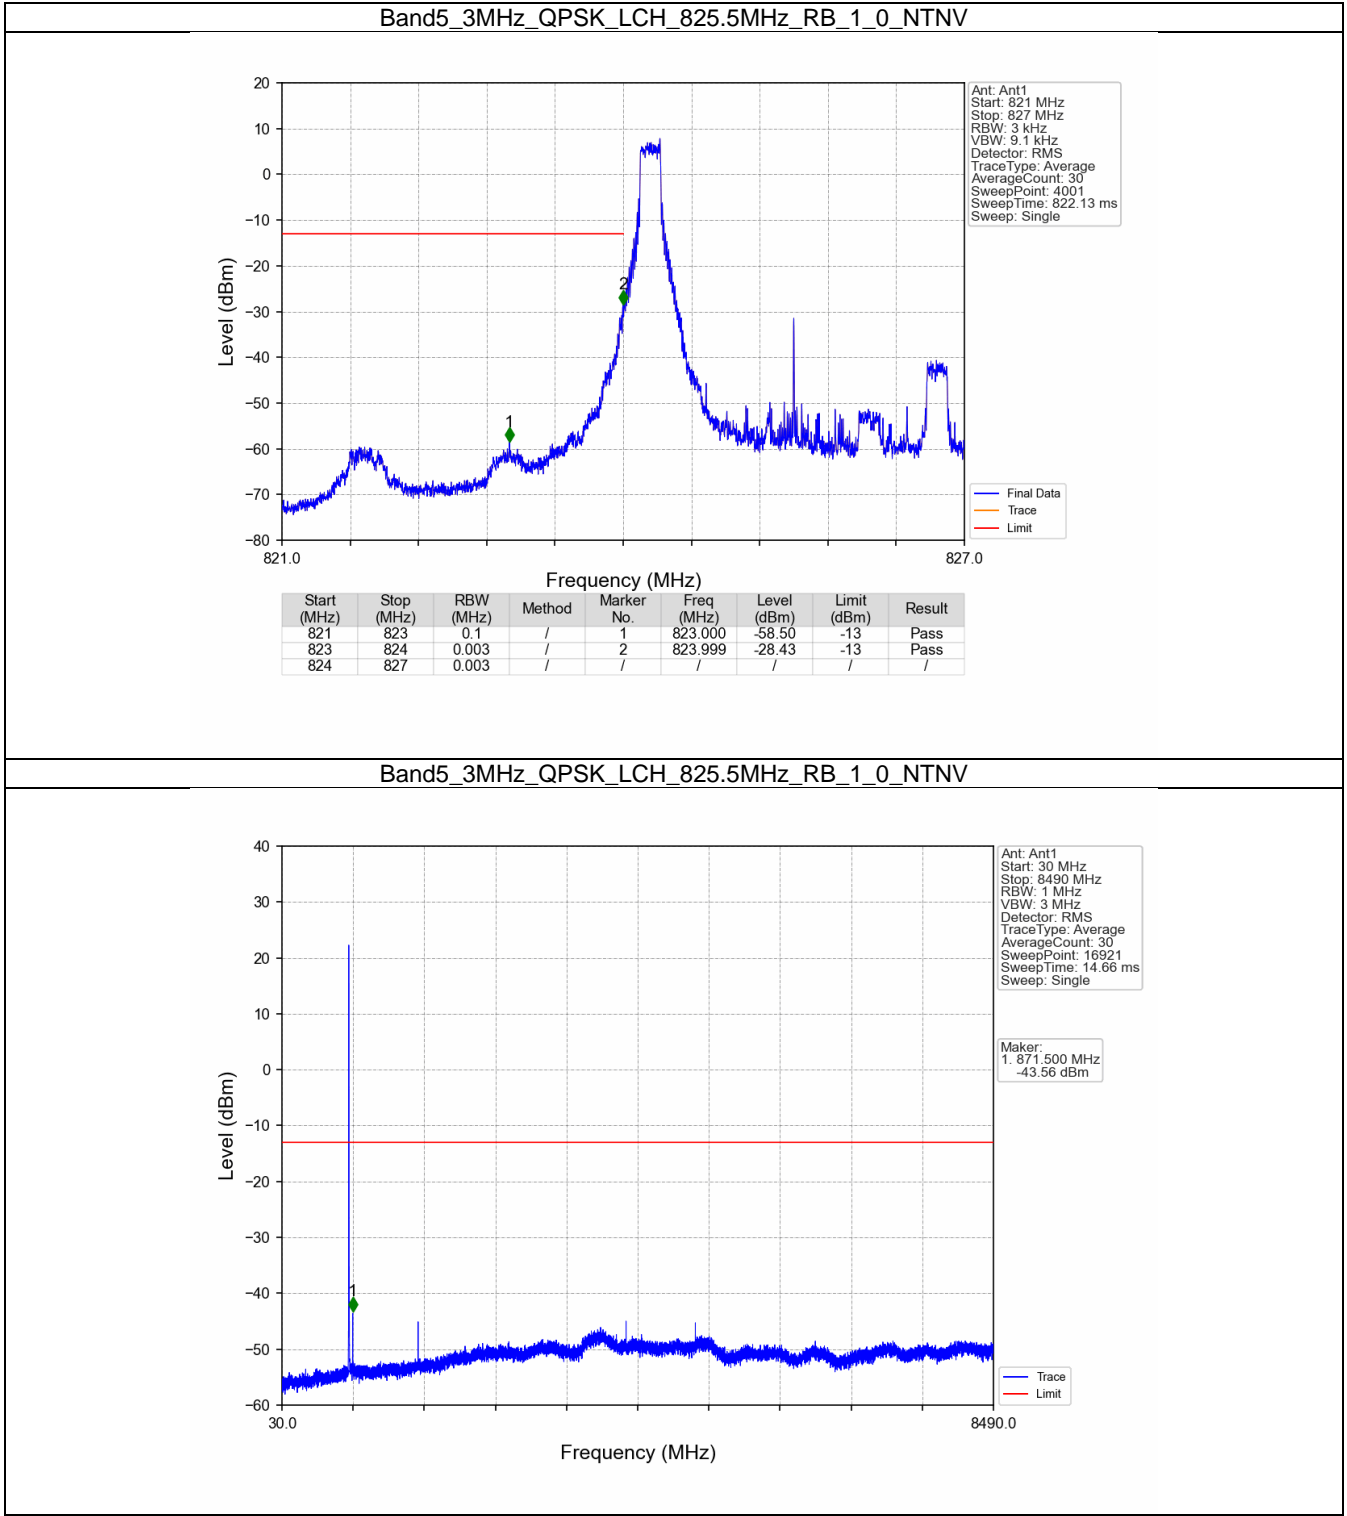 Band5_3MHz_QPSK_LCH_825.5MHz_RB_1_0_NTNV
20
10
0
−10
−20
−30
−40
−50
−60
−70
−80
Level (dBm)
1
2
821.0
827.0
Frequency (MHz)
Ant: Ant1
Start: 821 MHz
Stop: 827 MHz
RBW: 3 kHz
VBW: 9.1 kHz
Detector: RMS
TraceType: Average
AverageCount: 30
SweepPoint: 4001
SweepTime: 822.13 ms
Sweep: Single
Final Data
Trace
Limit
Start (MHz) Stop (MHz) RBW (MHz) Method Marker No. Freq (MHz) Level (dBm) Limit (dBm) Result
821 823 0.1 / 1 823.000 -58.50 -13 Pass
823 824 0.003 / 2 823.999 -28.43 -13 Pass
824 827 0.003 / / / / / /
Band5_3MHz_QPSK_LCH_825.5MHz_RB_1_0_NTNV
40
30
20
10
0
−10
−20
−30
−40
−50
−60
Level (dBm)
1
30.0
8490.0
Frequency (MHz)
Ant: Ant1
Start: 30 MHz
Stop: 8490 MHz
RBW: 1 MHz
VBW: 3 MHz
Detector: RMS
TraceType: Average
AverageCount: 30
SweepPoint: 16921
SweepTime: 14.66 ms
Sweep: Single
Maker:
1. 871.500 MHz
-43.56 dBm
Trace
Limit